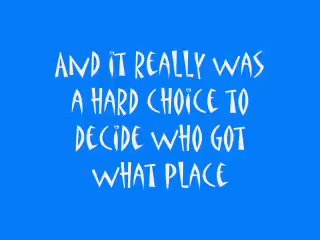 AND iT REALLY WAS
A HARD CHOiCE TO
DECiDE WHO GOT
WHAT PLACE